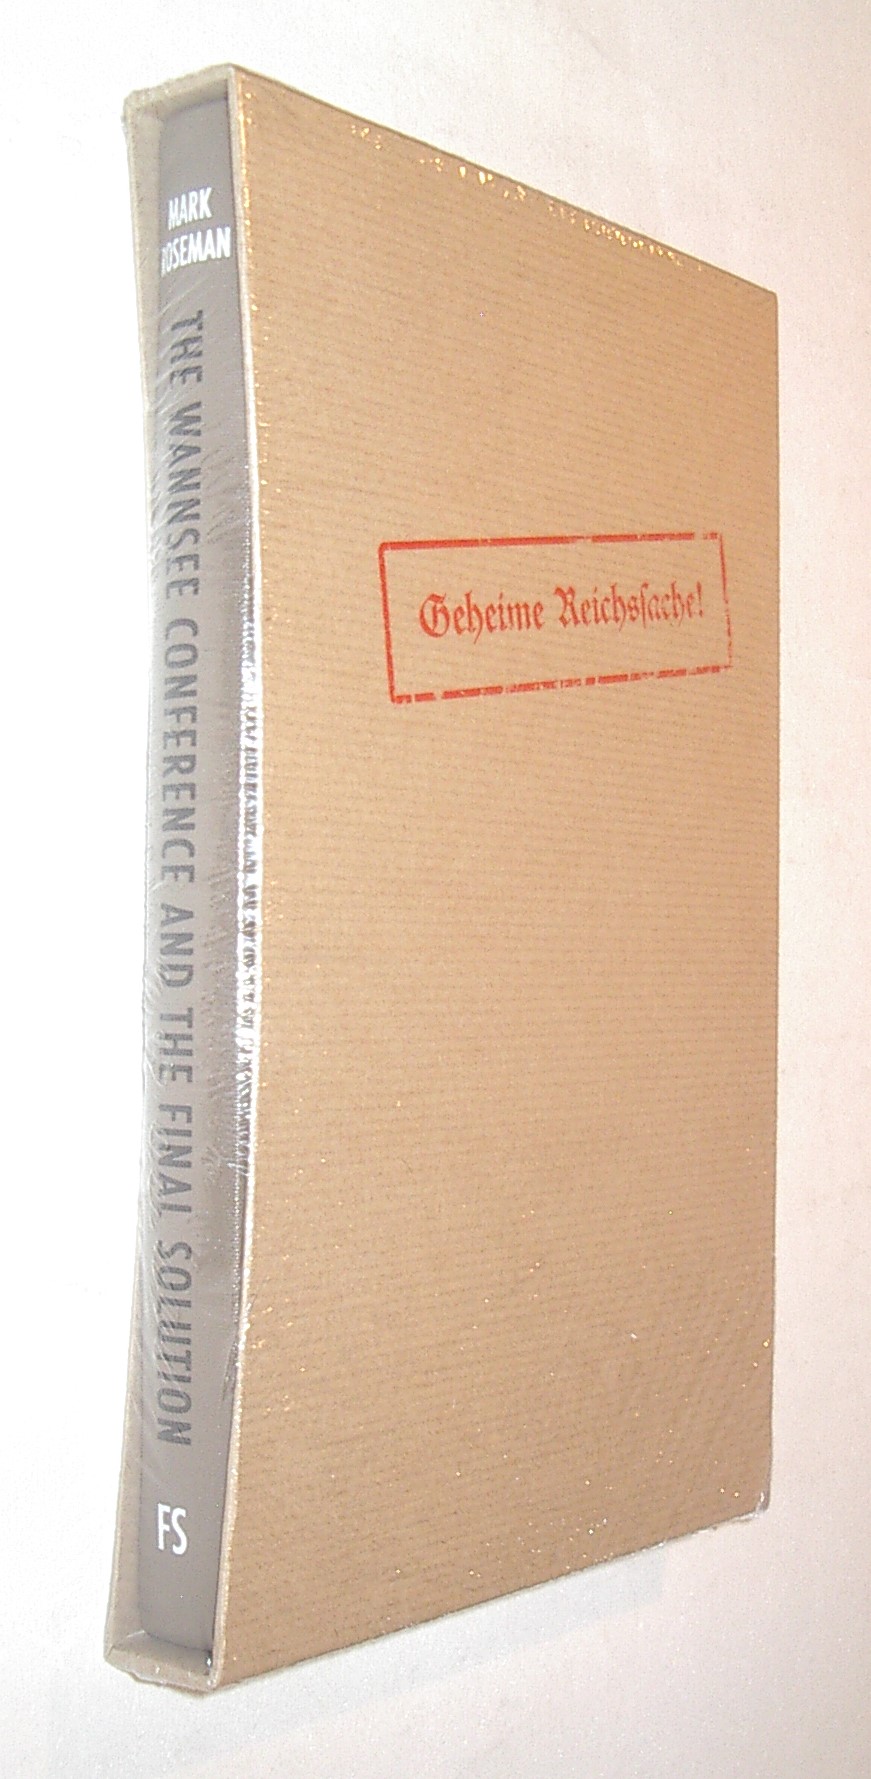 MARK
ROSEMAN
THE WANNSEE CONFERENCE AND THE FINAL SOLUTION
FS
Geheime Reichsſache!